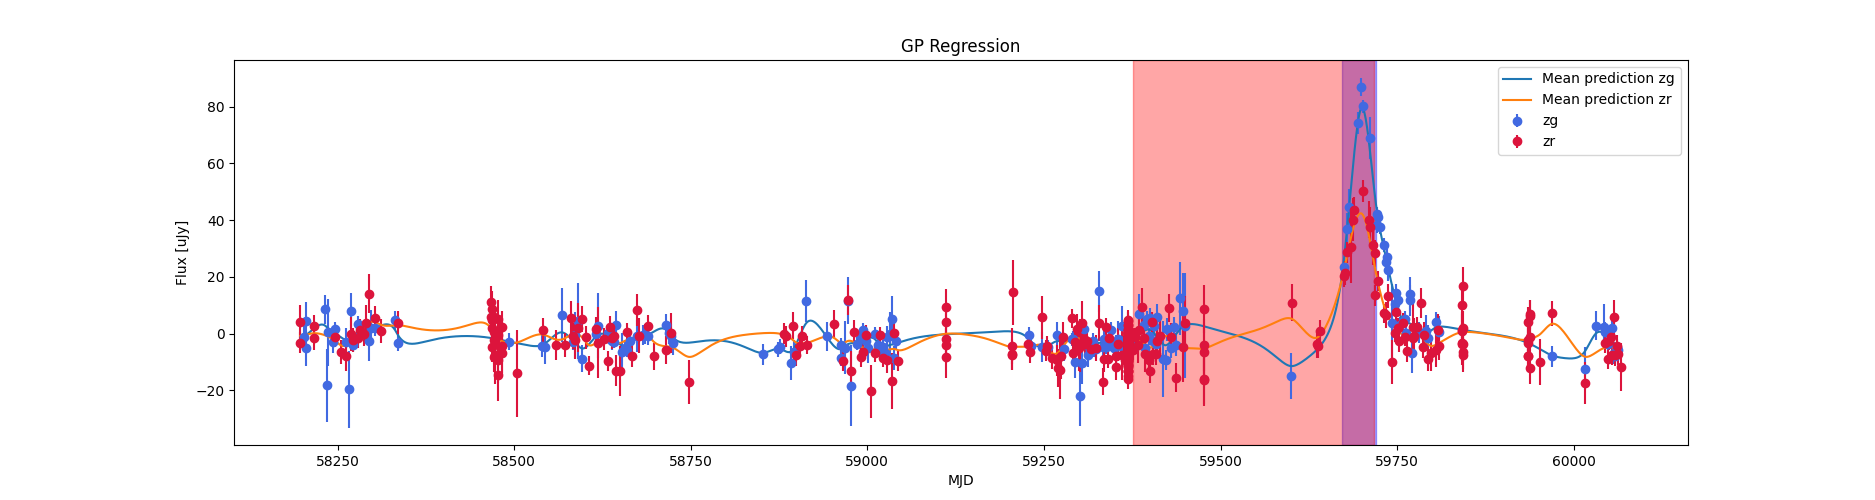 GP Regression
Flux [uJy]
80
60
40
20
0
−20
58250 58500 58750 59000 59250 59500 59750 60000
MJD
Mean prediction zg
Mean prediction zr
zg
zr